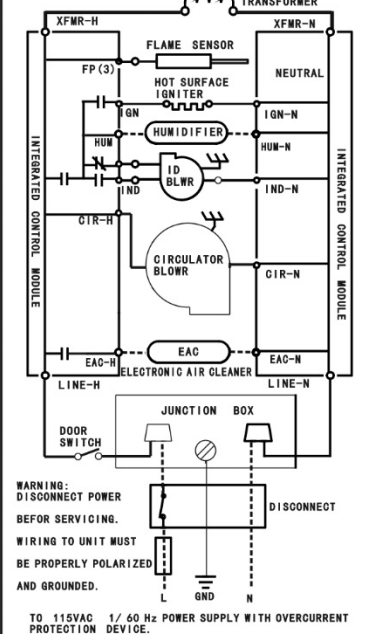 TRANSFORMER
XFMR-H
XFMR-N
FLAME SENSOR
FP(3)
NEUTRAL
HOT SURFACE
IGNITER
IGN
IGN-N
HUM
HUMIDIFIER
HUM-N
ID
BLWR
IND
IND-N
INTEGRATED CONTROL MODULE
INTEGRATED CONTROL MODULE
CIR-H
CIRCULATOR
BLOWR
CIR-N
EAC-H
EAC
EAC-N
ELECTRONIC AIR CLEANER
LINE-H
LINE-N
JUNCTION BOX
DOOR
SWITCH
WARNING:
DISCONNECT POWER
BEFOR SERVICING.
WIRING TO UNIT MUST
BE PROPERLY POLARIZED
AND GROUNDED.
DISCONNECT
L
GND
N
TO 115VAC 1/ 60 Hz POWER SUPPLY WITH OVERCURRENT
PROTECTION DEVICE.